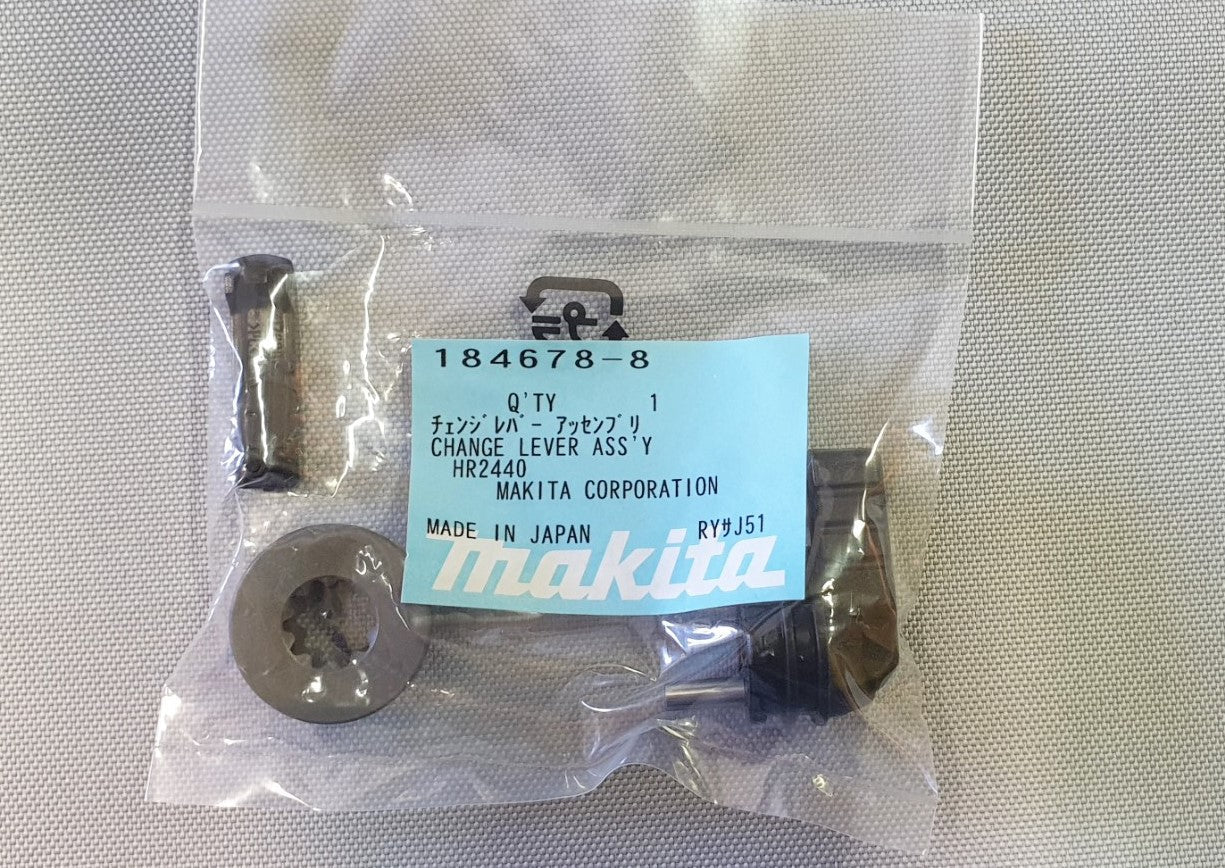 184678-8
Q'TY 1
ﾁｪﾝｼﾞﾚﾊﾞｰ ｱｯｾﾝﾌﾞﾘ
CHANGE LEVER ASS'Y
HR2440
MAKITA CORPORATION
MADE IN JAPAN RYｻJ51
makita